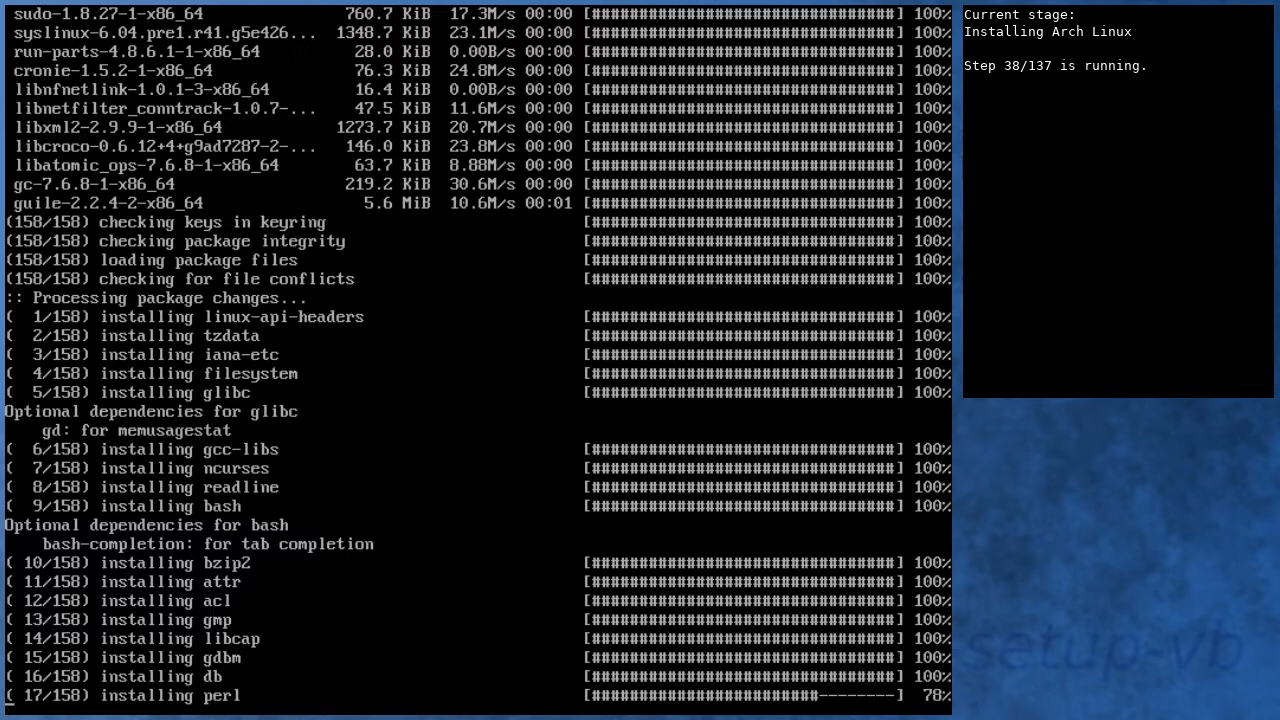 sudo-1.8.27-1-x86_64 760.7 KiB 17.3M/s 00:00 [################################] 100%
syslinux-6.04.pre1.r41.g5e426... 1348.7 KiB 23.1M/s 00:00 [################################] 100%
run-parts-4.8.6.1-1-x86_64 28.0 KiB 0.00B/s 00:00 [################################] 100%
cronie-1.5.2-1-x86_64 76.3 KiB 24.8M/s 00:00 [################################] 100%
libnfnetlink-1.0.1-3-x86_64 16.4 KiB 0.00B/s 00:00 [################################] 100%
libnetfilter_conntrack-1.0.7-... 47.5 KiB 11.6M/s 00:00 [################################] 100%
libxml2-2.9.9-1-x86_64 1273.7 KiB 20.7M/s 00:00 [################################] 100%
libcroco-0.6.12+4+g9ad7287-2-... 146.0 KiB 23.8M/s 00:00 [################################] 100%
libatomic_ops-7.6.8-1-x86_64 63.7 KiB 8.88M/s 00:00 [################################] 100%
gc-7.6.8-1-x86_64 219.2 KiB 30.6M/s 00:00 [################################] 100%
guile-2.2.4-2-x86_64 5.6 MiB 10.6M/s 00:01 [################################] 100%
(158/158) checking keys in keyring [################################] 100%
(158/158) checking package integrity [################################] 100%
(158/158) loading package files [################################] 100%
(158/158) checking for file conflicts [################################] 100%
:: Processing package changes...
( 1/158) installing linux-api-headers [################################] 100%
( 2/158) installing tzdata [################################] 100%
( 3/158) installing iana-etc [################################] 100%
( 4/158) installing filesystem [################################] 100%
( 5/158) installing glibc [################################] 100%
Optional dependencies for glibc
gd: for memusagestat
( 6/158) installing gcc-libs [################################] 100%
( 7/158) installing ncurses [################################] 100%
( 8/158) installing readline [################################] 100%
( 9/158) installing bash [################################] 100%
Optional dependencies for bash
bash-completion: for tab completion
( 10/158) installing bzip2 [################################] 100%
( 11/158) installing attr [################################] 100%
( 12/158) installing acl [################################] 100%
( 13/158) installing gmp [################################] 100%
( 14/158) installing libcap [################################] 100%
( 15/158) installing gdbm [################################] 100%
( 16/158) installing db [################################] 100%
( 17/158) installing perl [########################--------] 78%
Current stage:
Installing Arch Linux
Step 38/137 is running.
setup-vb